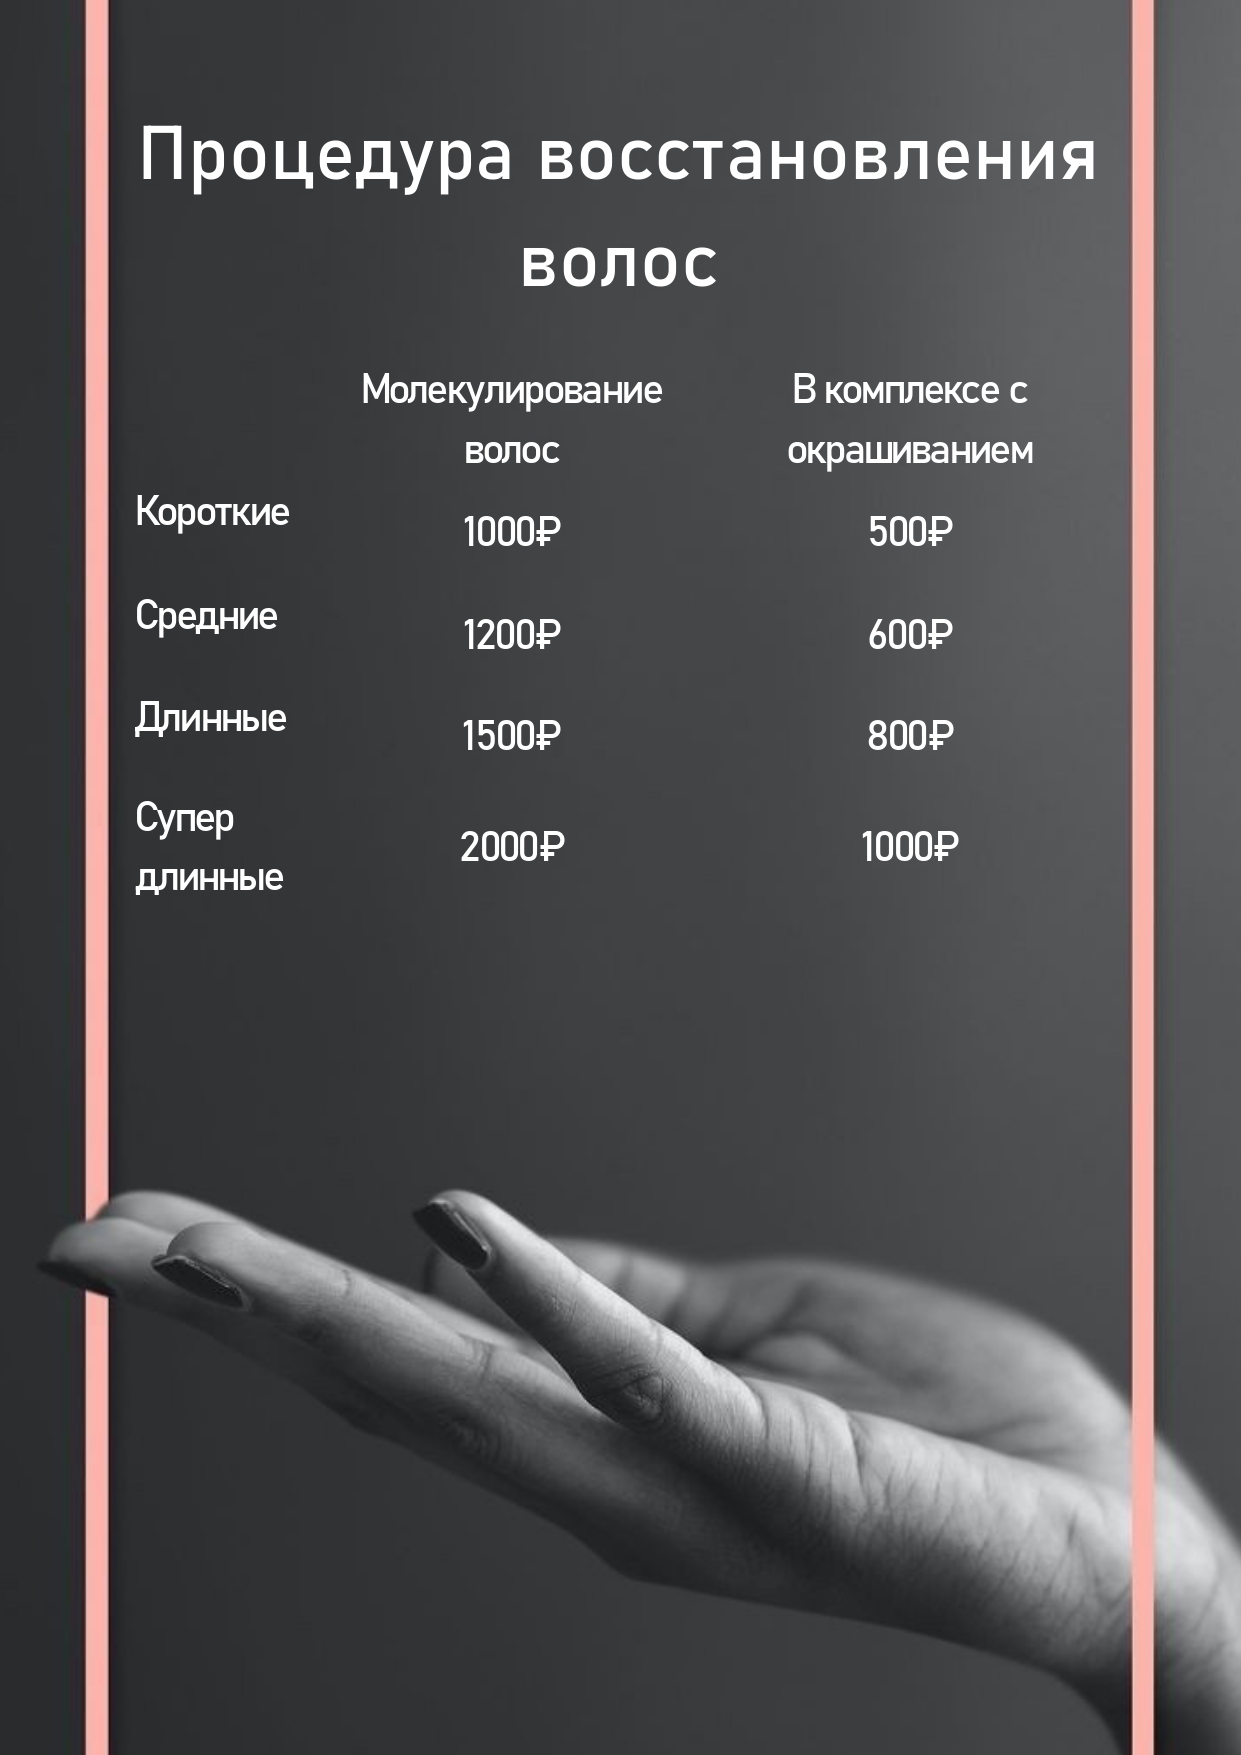 Процедура восстановления
волос
Молекулирование
волос
В комплексе с
окрашиванием
Короткие 1000₽ 500₽
Средние 1200₽ 600₽
Длинные 1500₽ 800₽
Супер
длинные 2000₽ 1000₽